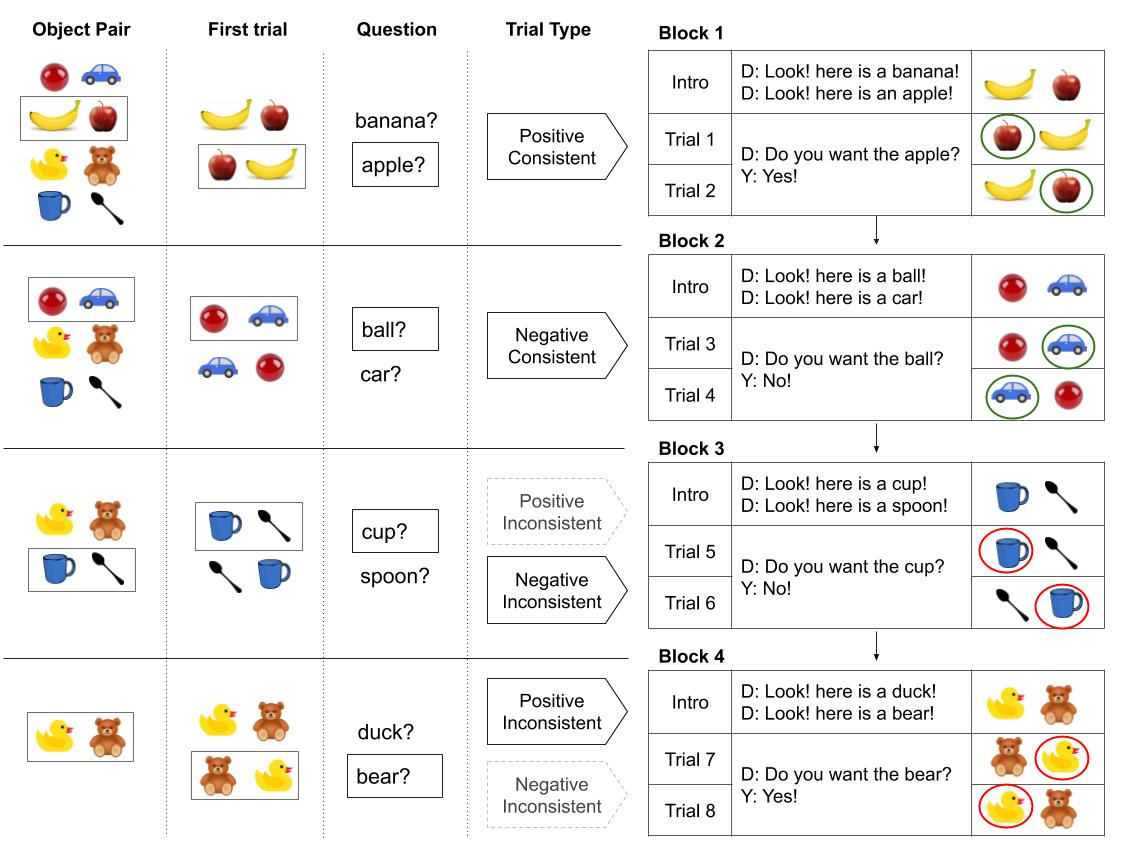 Object Pair
First trial
Question
Trial Type
banana?
apple?
Positive
Consistent
ball?
car?
Negative
Consistent
cup?
spoon?
Positive
Inconsistent
Negative
Inconsistent
duck?
bear?
Positive
Inconsistent
Negative
Inconsistent
Block 1
Intro
D: Look! here is a banana!
D: Look! here is an apple!
Trial 1
D: Do you want the apple?
Y: Yes!
Trial 2
Block 2
Intro
D: Look! here is a ball!
D: Look! here is a car!
Trial 3
D: Do you want the ball?
Y: No!
Trial 4
Block 3
Intro
D: Look! here is a cup!
D: Look! here is a spoon!
Trial 5
D: Do you want the cup?
Y: No!
Trial 6
Block 4
Intro
D: Look! here is a duck!
D: Look! here is a bear!
Trial 7
D: Do you want the bear?
Y: Yes!
Trial 8